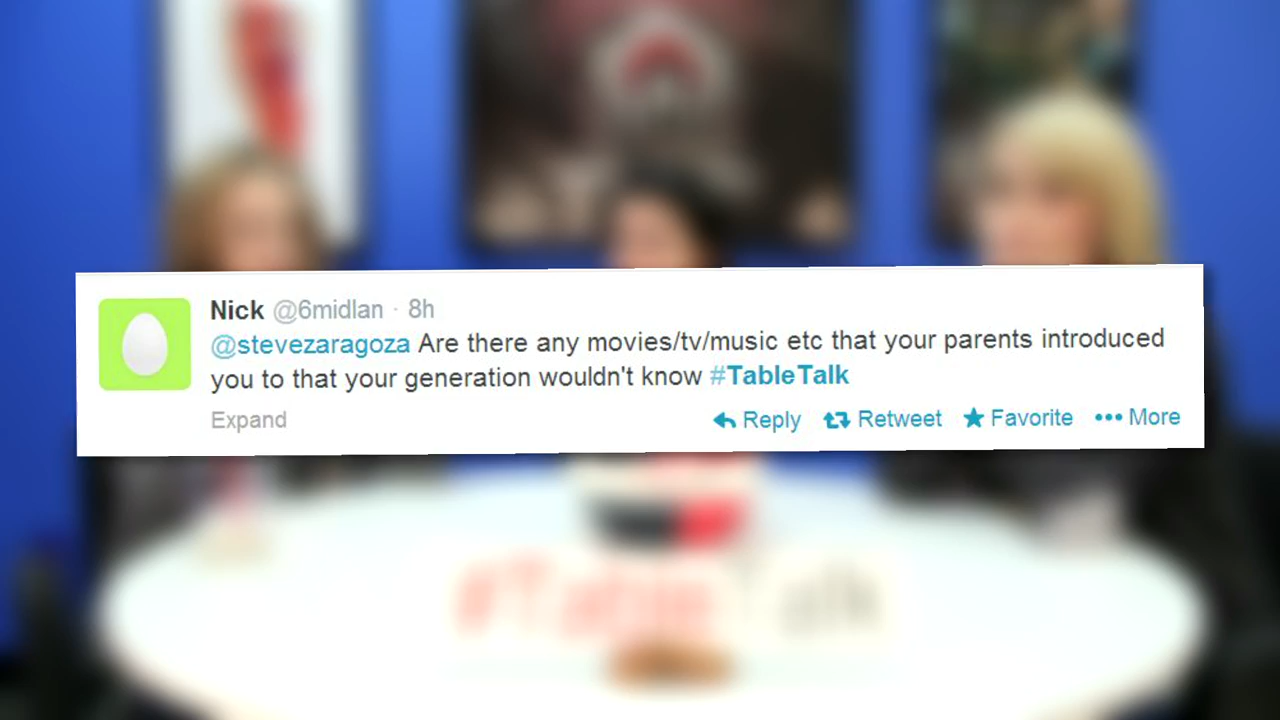 Nick @6midlan · 8h
@stevezaragoza Are there any movies/tv/music etc that your parents introduced
you to that your generation wouldn't know #TableTalk
Expand Reply Retweet Favorite More
#TableTalk